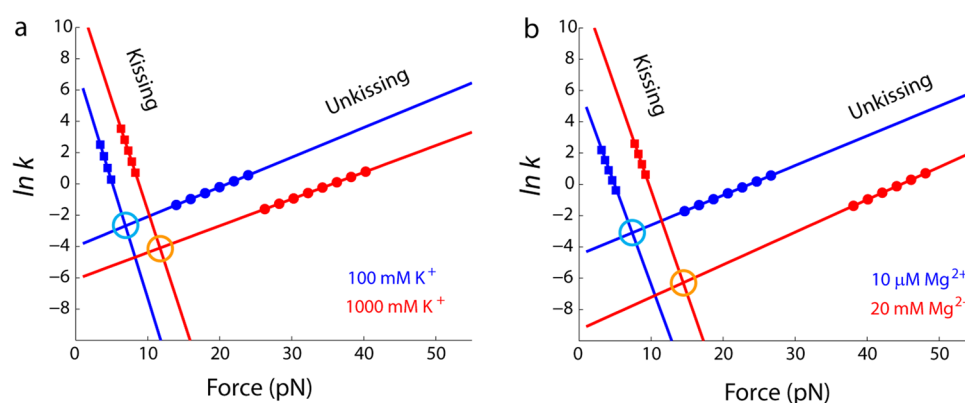 a
10
8
6
4
2
0
−2
−4
−6
−8
ln k
Kissing
Unkissing
100 mM K+
1000 mM K+
0 10 20 30 40 50
Force (pN)
b
10
8
6
4
2
0
−2
−4
−6
−8
Kissing
Unkissing
10 μM Mg2+
20 mM Mg2+
0 10 20 30 40 50
Force (pN)